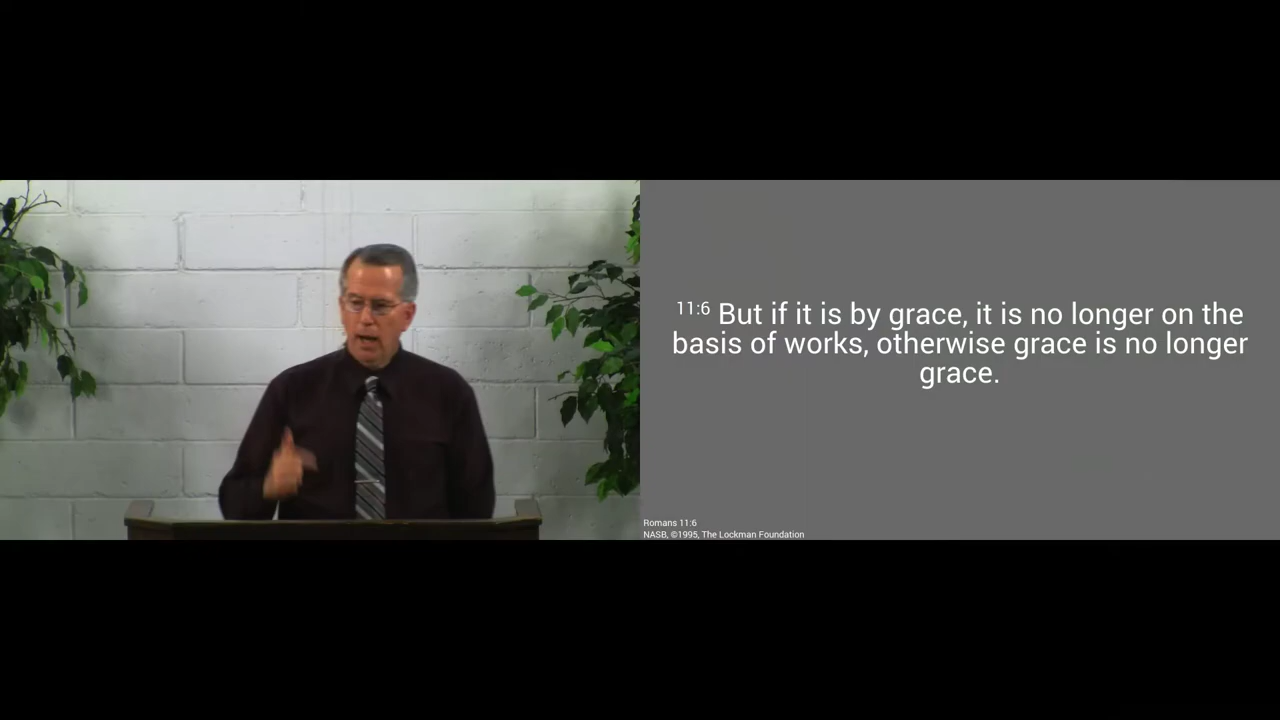 11:6 But if it is by grace, it is no longer on the
basis of works, otherwise grace is no longer
grace.
Romans 11:6
NASB, ©1995, The Lockman Foundation